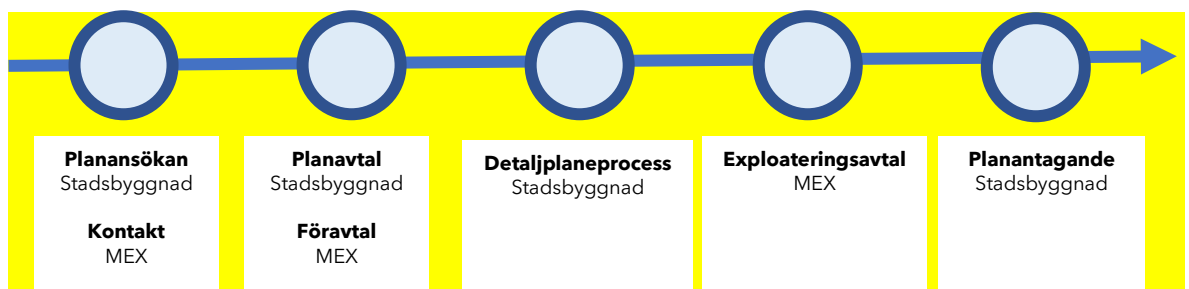 Planansökan
Stadsbyggnad
Kontakt
MEX
Planavtal
Stadsbyggnad
Föravtal
MEX
Detaljplaneprocess
Stadsbyggnad
Exploateringsavtal
MEX
Planantagande
Stadsbyggnad